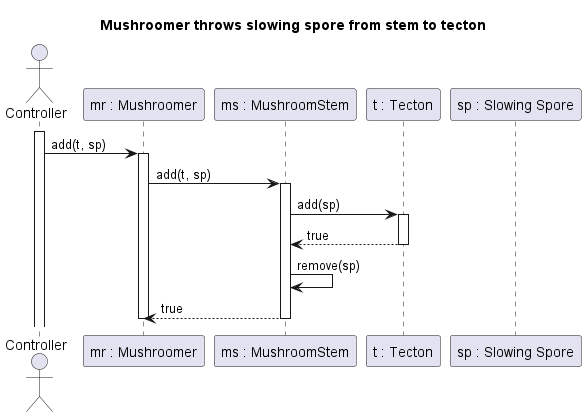 Mushroomer throws slowing spore from stem to tecton
Controller
mr : Mushroomer
ms : MushroomStem
t : Tecton
sp : Slowing Spore
add(t, sp)
add(t, sp)
add(sp)
true
remove(sp)
true
Controller
mr : Mushroomer
ms : MushroomStem
t : Tecton
sp : Slowing Spore